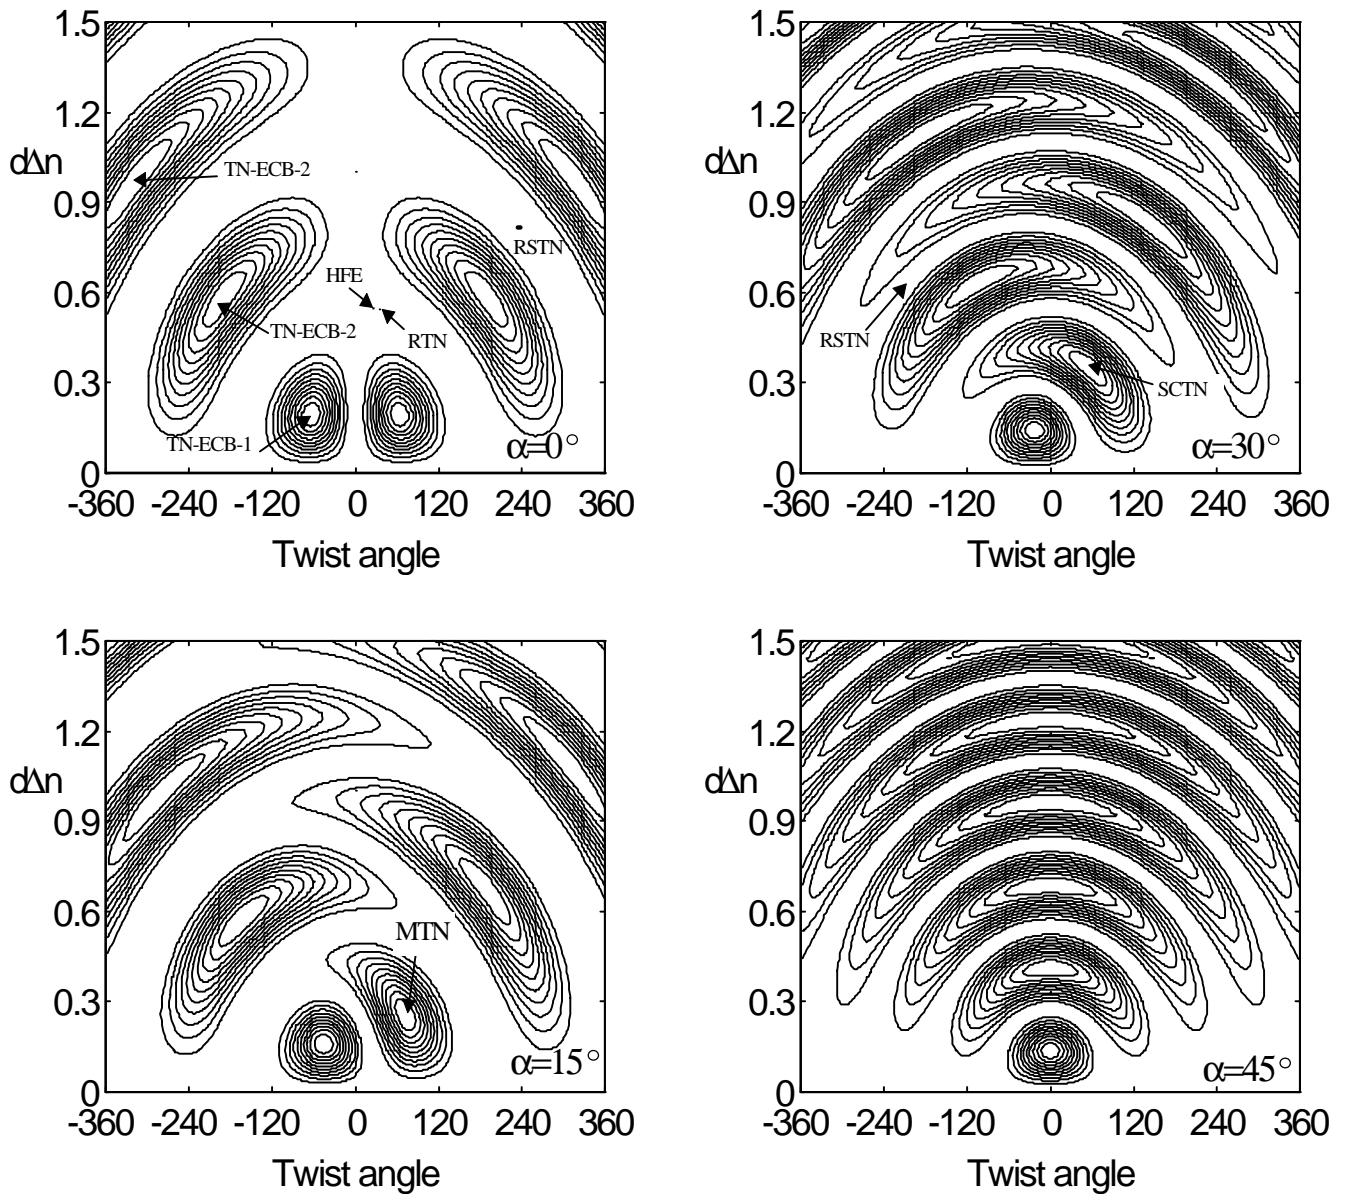 1.5
1.2
dΔn
TN-ECB-2
0.9
RSTN
HFE
0.6
TN-ECB-2
RTN
0.3
TN-ECB-1
α=0°
0
-360 -240 -120 0 120 240 360
Twist angle
1.5
1.2
dΔn
0.9
0.6
RSTN
0.3
SCTN
α=30°
0
-360 -240 -120 0 120 240 360
Twist angle
1.5
1.2
dΔn
0.9
MTN
0.6
0.3
α=15°
0
-360 -240 -120 0 120 240 360
Twist angle
1.5
1.2
dΔn
0.9
0.6
0.3
α=45°
0
-360 -240 -120 0 120 240 360
Twist angle